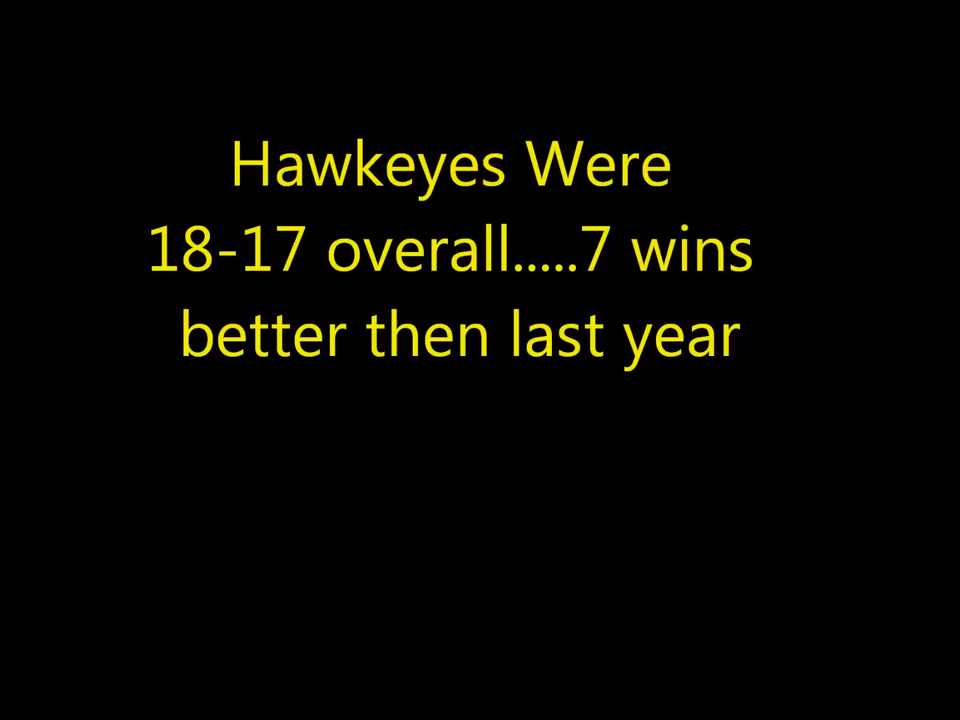 Hawkeyes Were
18-17 overall.....7 wins
better then last year